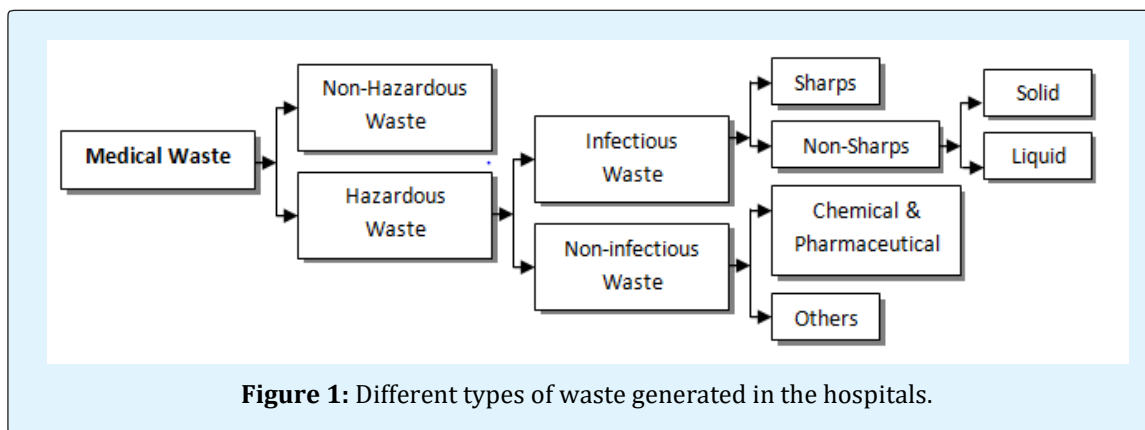 Medical Waste
Non-Hazardous
Waste
Hazardous
Waste
Infectious
Waste
Non-infectious
Waste
Sharps
Non-Sharps
Solid
Liquid
Chemical &
Pharmaceutical
Others
Figure 1: Different types of waste generated in the hospitals.